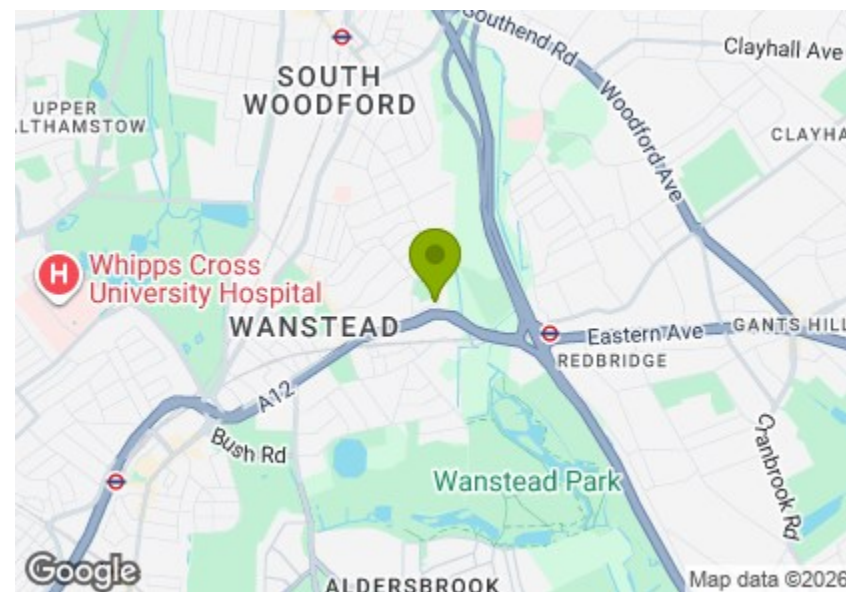 Southend Rd
Clayhall Ave
SOUTH
WOODFORD
UPPER
LTHAMSTOW
Woodford Ave
CLAYHA
H
Whipps Cross
University Hospital
WANSTEAD
Eastern Ave
GANTS HILL
REDBRIDGE
A12
Bush Rd
Cranbrook Rd
Wanstead Park
Google
ALDERSBROOK
Map data ©2026